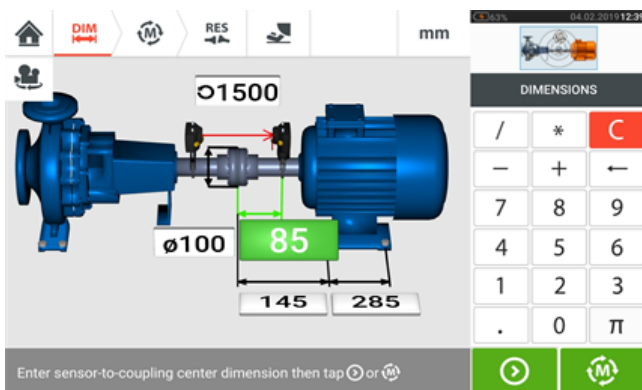 DIM
M
RES
mm
63%
04.02.2019 12:39
DIMENSIONS
1500
ø100
85
145
285
/ * C
− + ←
7 8 9
4 5 6
1 2 3
. 0 π
Enter sensor-to-coupling center dimension then tap or M
M